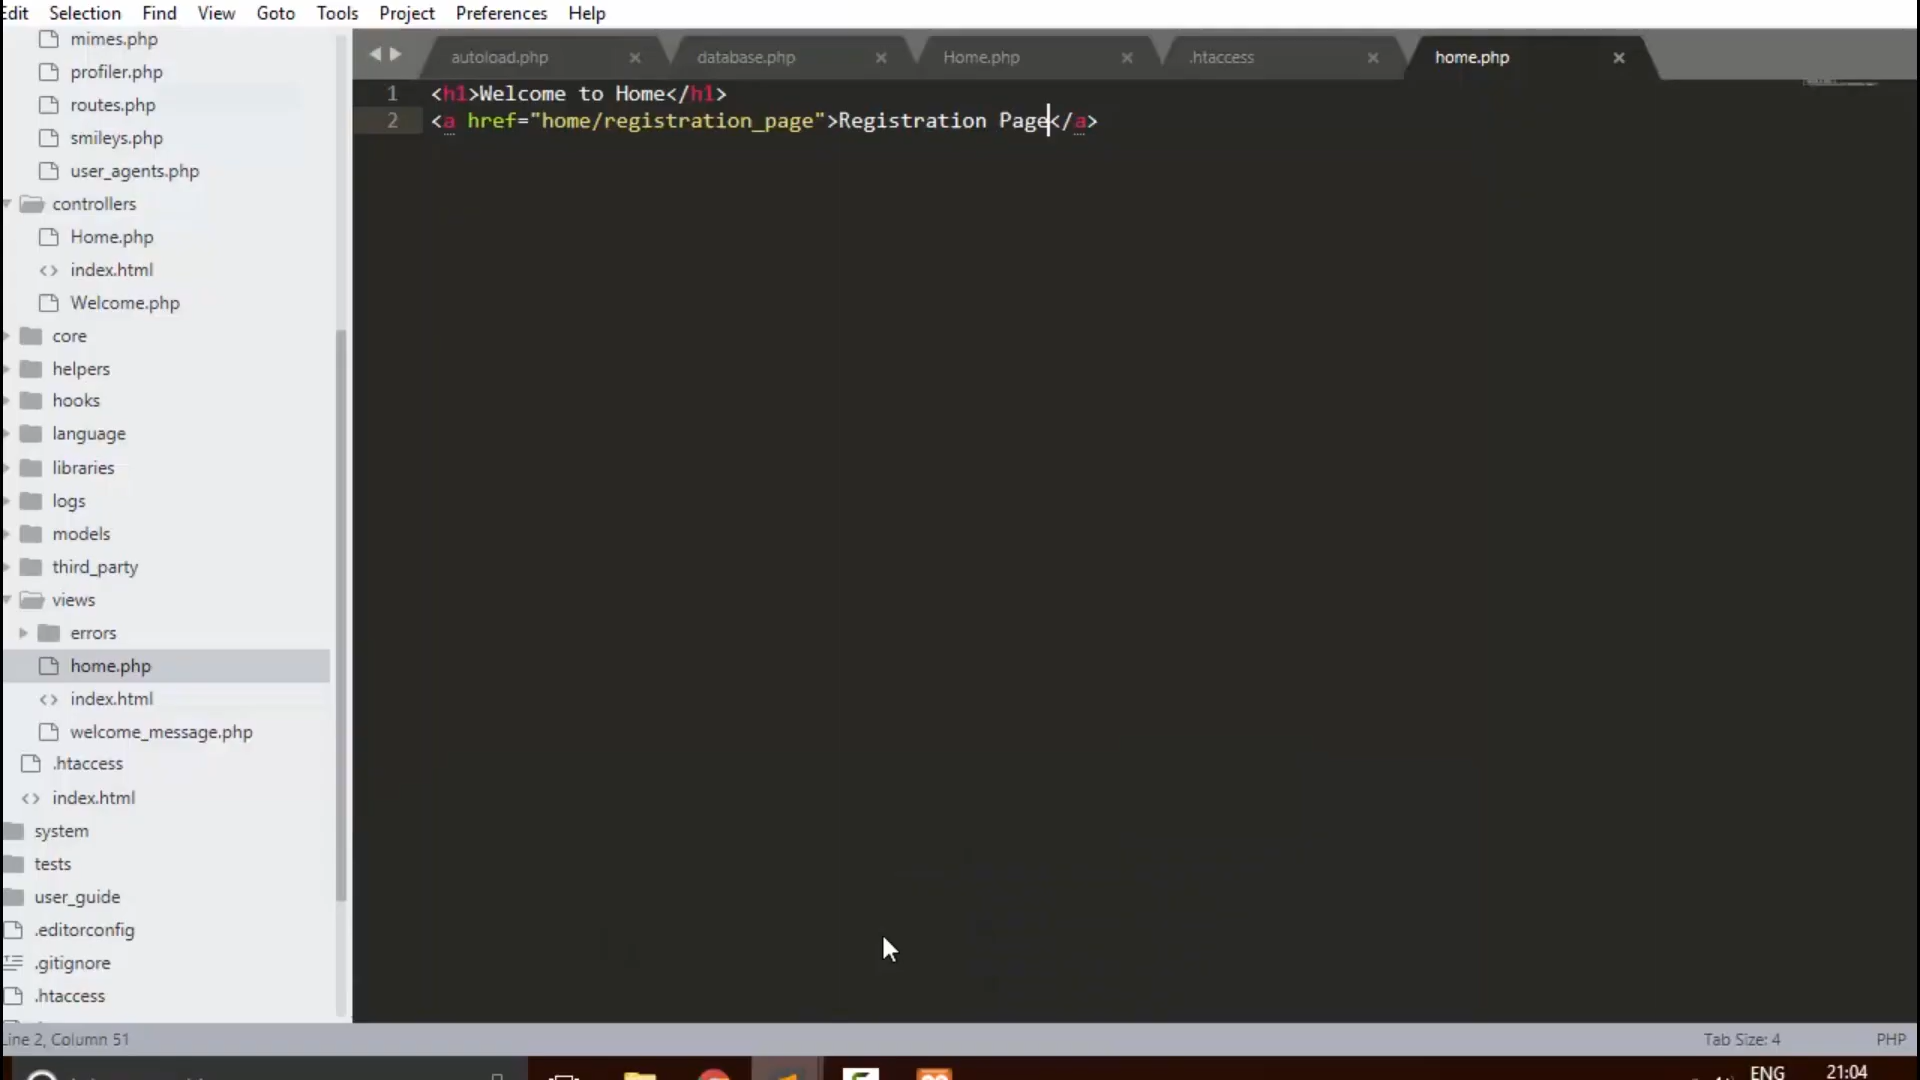 Edit Selection Find View Goto Tools Project Preferences Help
mimes.php
profiler.php
routes.php
smileys.php
user_agents.php
controllers
Home.php
index.html
Welcome.php
core
helpers
hooks
language
libraries
logs
models
third_party
views
errors
home.php
index.html
welcome_message.php
.htaccess
index.html
system
tests
user_guide
.editorconfig
.gitignore
.htaccess
autoload.php database.php Home.php .htaccess home.php
1 <h1>Welcome to Home</h1>
2 <a href="home/registration_page">Registration Page</a>
Line 2, Column 51 Tab Size: 4 PHP
ENG 21:04